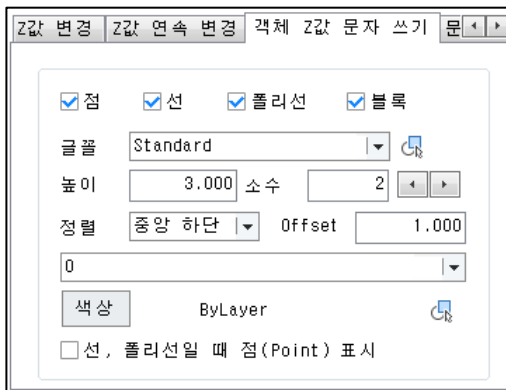 Z값 변경 Z값 연속 변경 객체 Z값 문자 쓰기 문
점 선 폴리선 블록
글꼴 Standard
높이 3.000 소수 2
정렬 중앙 하단 Offset 1.000
0
색상 ByLayer
선, 폴리선일 때 점(Point) 표시